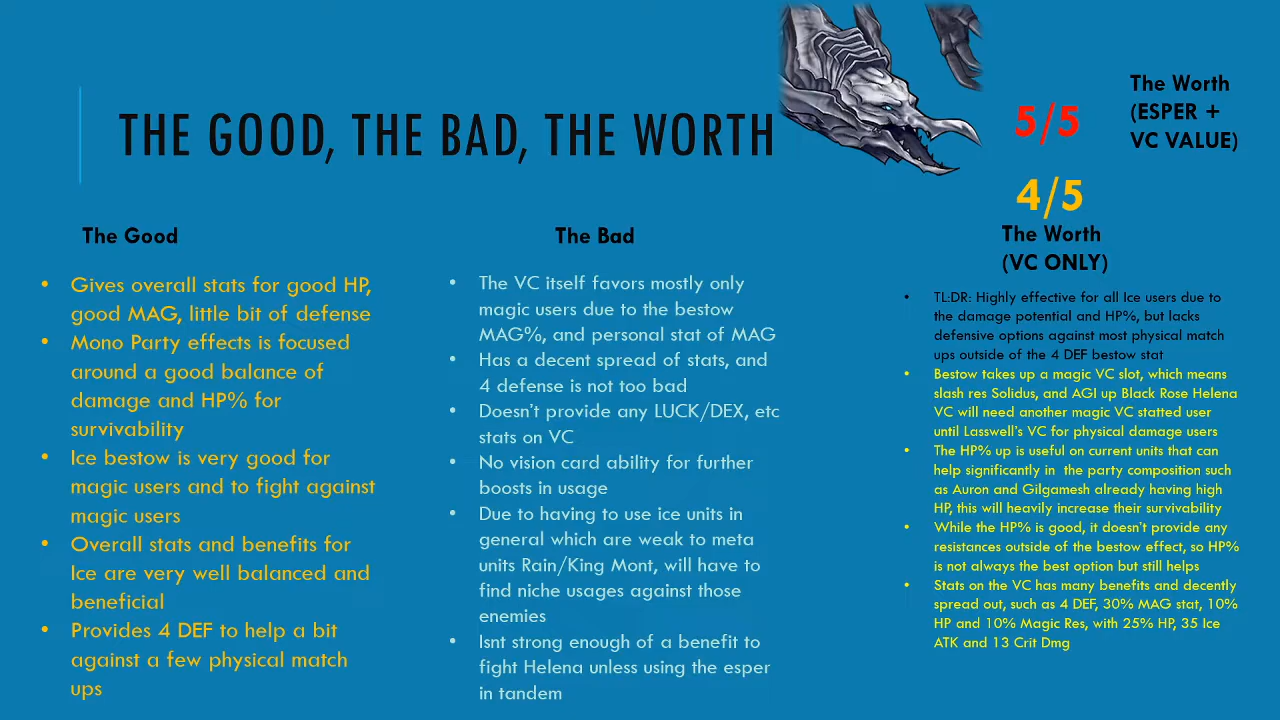 THE GOOD, THE BAD, THE WORTH
5/5
The Worth
(ESPER +
VC VALUE)
4/5
The Worth
(VC ONLY)
The Good
• Gives overall stats for good HP,
good MAG, little bit of defense
• Mono Party effects is focused
around a good balance of
damage and HP% for
survivability
• Ice bestow is very good for
magic users and to fight against
magic users
• Overall stats and benefits for
Ice are very well balanced and
beneficial
• Provides 4 DEF to help a bit
against a few physical match
ups
The Bad
• The VC itself favors mostly only
magic users due to the bestow
MAG%, and personal stat of MAG
• Has a decent spread of stats, and
4 defense is not too bad
• Doesn't provide any LUCK/DEX, etc
stats on VC
• No vision card ability for further
boosts in usage
• Due to having to use ice units in
general which are weak to meta
units Rain/King Mont, will have to
find niche usages against those
enemies
• Isnt strong enough of a benefit to
fight Helena unless using the esper
in tandem
• TL:DR: Highly effective for all Ice users due to
the damage potential and HP%, but lacks
defensive options against most physical match
ups outside of the 4 DEF bestow stat
• Bestow takes up a magic VC slot, which means
slash res Solidus, and AGI up Black Rose Helena
VC will need another magic VC statted user
until Lasswell's VC for physical damage users
• The HP% up is useful on current units that can
help significantly in the party composition such
as Auron and Gilgamesh already having high
HP, this will heavily increase their survivability
• While the HP% is good, it doesn't provide any
resistances outside of the bestow effect, so HP%
is not always the best option but still helps
• Stats on the VC has many benefits and decently
spread out, such as 4 DEF, 30% MAG stat, 10%
HP and 10% Magic Res, with 25% HP, 35 Ice
ATK and 13 Crit Dmg